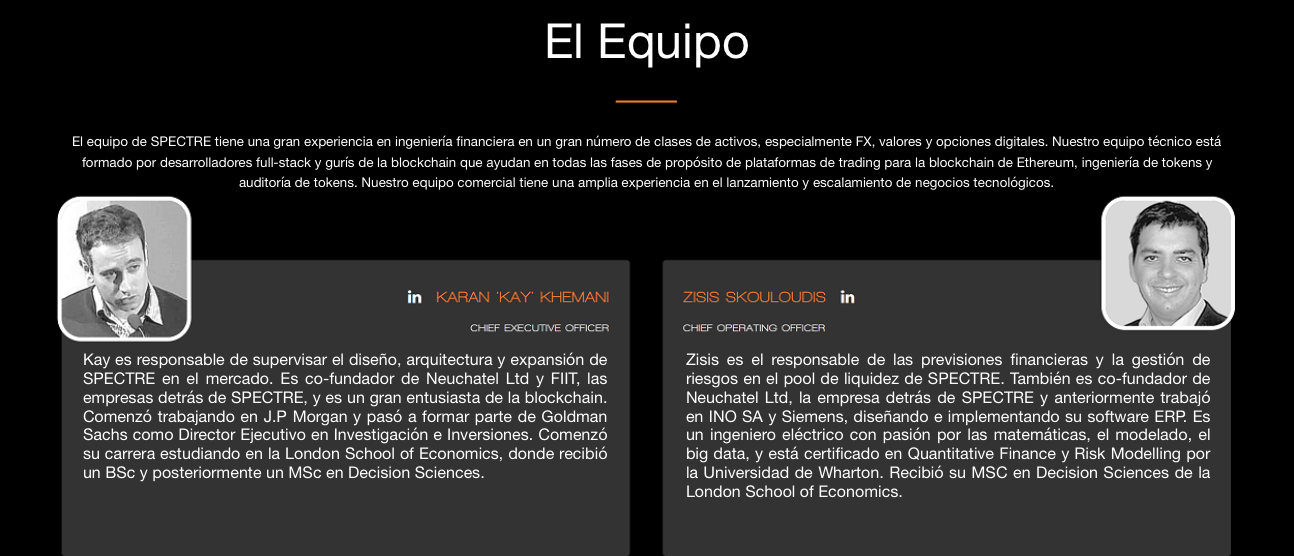 El Equipo
El equipo de SPECTRE tiene una gran experiencia en ingeniería financiera en un gran número de clases de activos, especialmente FX, valores y opciones digitales. Nuestro equipo técnico está
formado por desarrolladores full-stack y gurís de la blockchain que ayudan en todas las fases de propósito de plataformas de trading para la blockchain de Ethereum, ingeniería de tokens y
auditoría de tokens. Nuestro equipo comercial tiene una amplia experiencia en el lanzamiento y escalamiento de negocios tecnológicos.
in KARAN 'KAY' KHEMANI
CHIEF EXECUTIVE OFFICER
Kay es responsable de supervisar el diseño, arquitectura y expansión de
SPECTRE en el mercado. Es co-fundador de Neuchatel Ltd y FIIT, las
empresas detrás de SPECTRE, y es un gran entusiasta de la blockchain.
Comenzó trabajando en J.P Morgan y pasó a formar parte de Goldman
Sachs como Director Ejecutivo en Investigación e Inversiones. Comenzó
su carrera estudiando en la London School of Economics, donde recibió
un BSc y posteriormente un MSc en Decision Sciences.
ZISIS SKOULOUDIS in
CHIEF OPERATING OFFICER
Zisis es el responsable de las previsiones financieras y la gestión de
riesgos en el pool de liquidez de SPECTRE. También es co-fundador de
Neuchatel Ltd, la empresa detrás de SPECTRE y anteriormente trabajó
en INO SA y Siemens, diseñando e implementando su software ERP. Es
un ingeniero eléctrico con pasión por las matemáticas, el modelado, el
big data, y está certificado en Quantitative Finance y Risk Modelling por
la Universidad de Wharton. Recibió su MSC en Decision Sciences de la
London School of Economics.